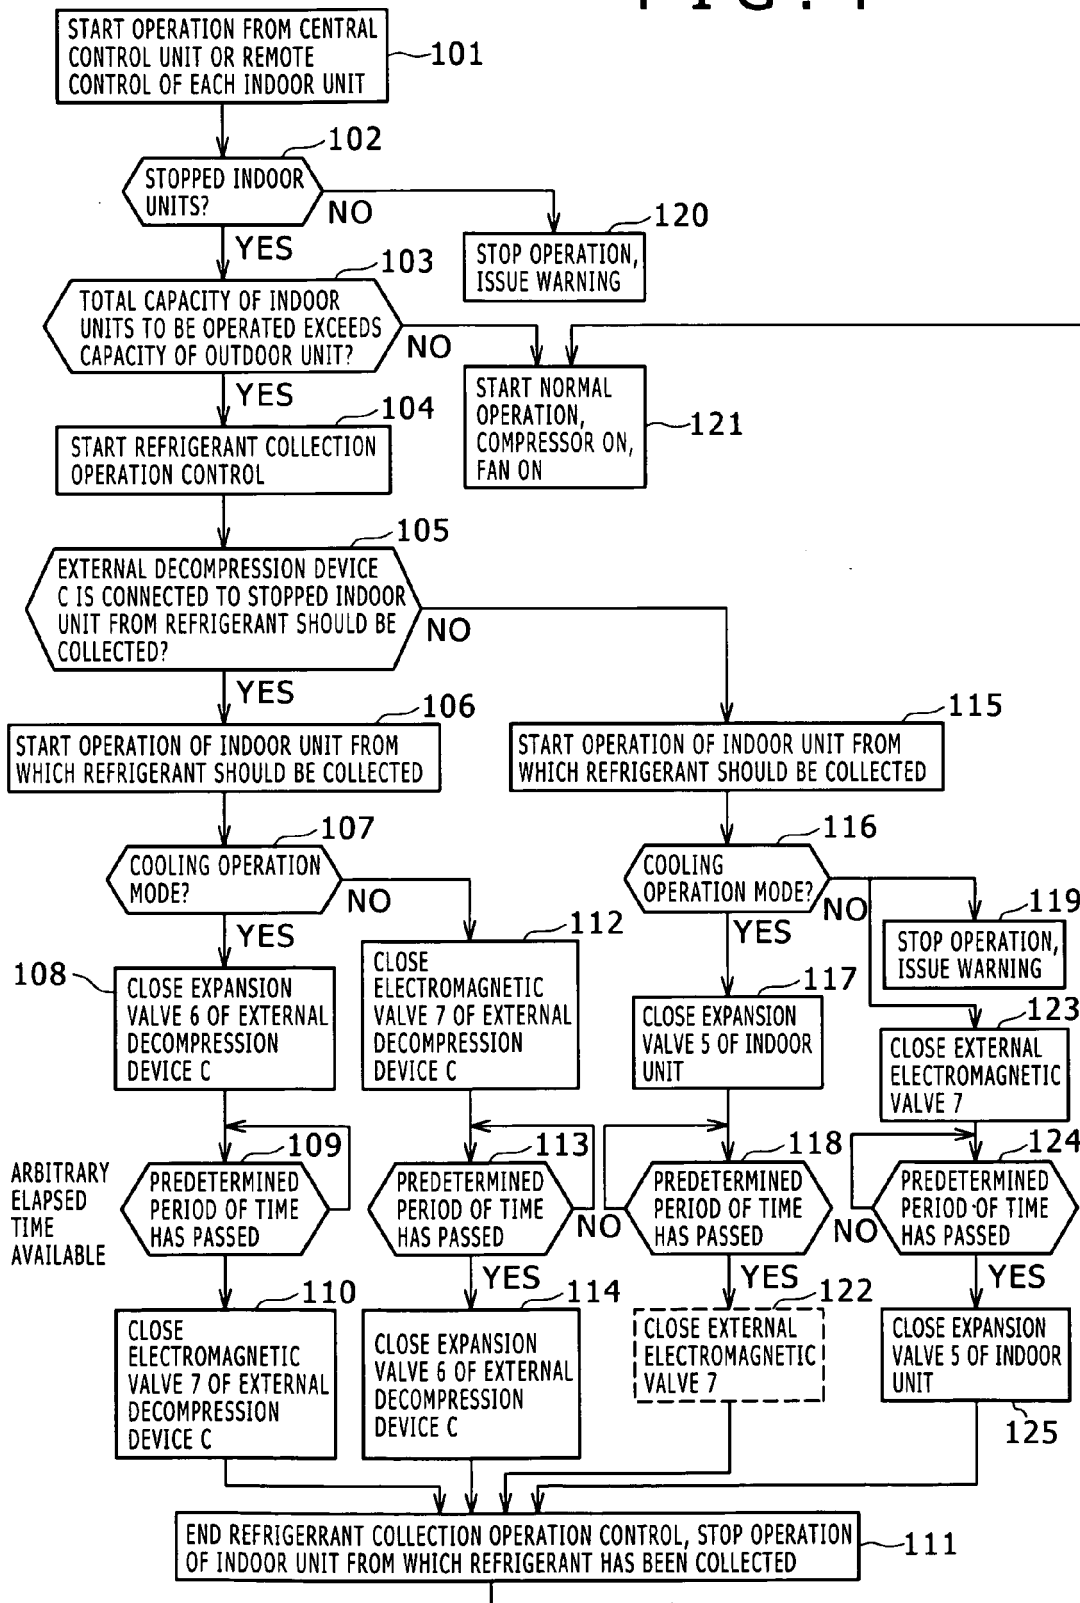 START OPERATION FROM CENTRAL
CONTROL UNIT OR REMOTE
CONTROL OF EACH INDOOR UNIT
101
102
STOPPED INDOOR
UNITS?
NO
YES
120
STOP OPERATION,
ISSUE WARNING
103
TOTAL CAPACITY OF INDOOR
UNITS TO BE OPERATED EXCEEDS
CAPACITY OF OUTDOOR UNIT?
NO
YES
START NORMAL
OPERATION,
COMPRESSOR ON,
FAN ON
121
104
START REFRIGERANT COLLECTION
OPERATION CONTROL
105
EXTERNAL DECOMPRESSION DEVICE
C IS CONNECTED TO STOPPED INDOOR
UNIT FROM REFRIGERANT SHOULD BE
COLLECTED?
NO
YES
106
START OPERATION OF INDOOR UNIT FROM
WHICH REFRIGERANT SHOULD BE COLLECTED
115
START OPERATION OF INDOOR UNIT FROM
WHICH REFRIGERANT SHOULD BE COLLECTED
107
COOLING OPERATION
MODE?
NO
YES
116
COOLING
OPERATION MODE?
NO
YES
119
STOP OPERATION,
ISSUE WARNING
108
CLOSE EXPANSION
VALVE 6 OF EXTERNAL
DECOMPRESSION
DEVICE C
112
CLOSE
ELECTROMAGNETIC
VALVE 7 OF EXTERNAL
DECOMPRESSION
DEVICE C
117
CLOSE EXPANSION
VALVE 5 OF INDOOR
UNIT
123
CLOSE EXTERNAL
ELECTROMAGNETIC
VALVE 7
ARBITRARY
ELAPSED
TIME
AVAILABLE
109
PREDETERMINED
PERIOD OF TIME
HAS PASSED
113
PREDETERMINED
PERIOD OF TIME
HAS PASSED
NO
YES
118
PREDETERMINED
PERIOD OF TIME
HAS PASSED
YES
124
PREDETERMINED
PERIOD OF TIME
HAS PASSED
NO
YES
110
CLOSE
ELECTROMAGNETIC
VALVE 7 OF EXTERNAL
DECOMPRESSION
DEVICE C
114
CLOSE EXPANSION
VALVE 6 OF EXTERNAL
DECOMPRESSION
DEVICE C
122
CLOSE EXTERNAL
ELECTROMAGNETIC
VALVE 7
CLOSE EXPANSION
VALVE 5 OF INDOOR
UNIT
125
END REFRIGERRANT COLLECTION OPERATION CONTROL, STOP OPERATION
OF INDOOR UNIT FROM WHICH REFRIGERANT HAS BEEN COLLECTED
111